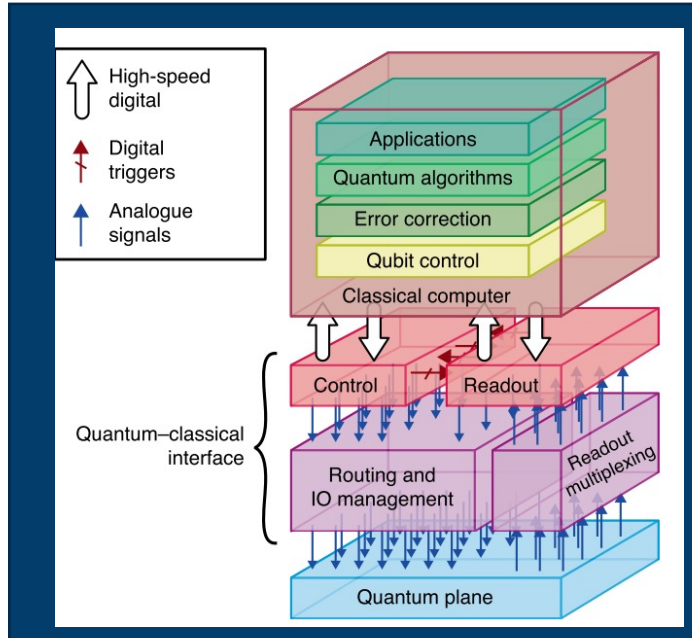 High-speed
digital
Digital
triggers
Analogue
signals
Applications
Quantum algorithms
Error correction
Qubit control
Classical computer
Control
Readout
Quantum–classical
interface
Routing and
IO management
Readout
multiplexing
Quantum plane